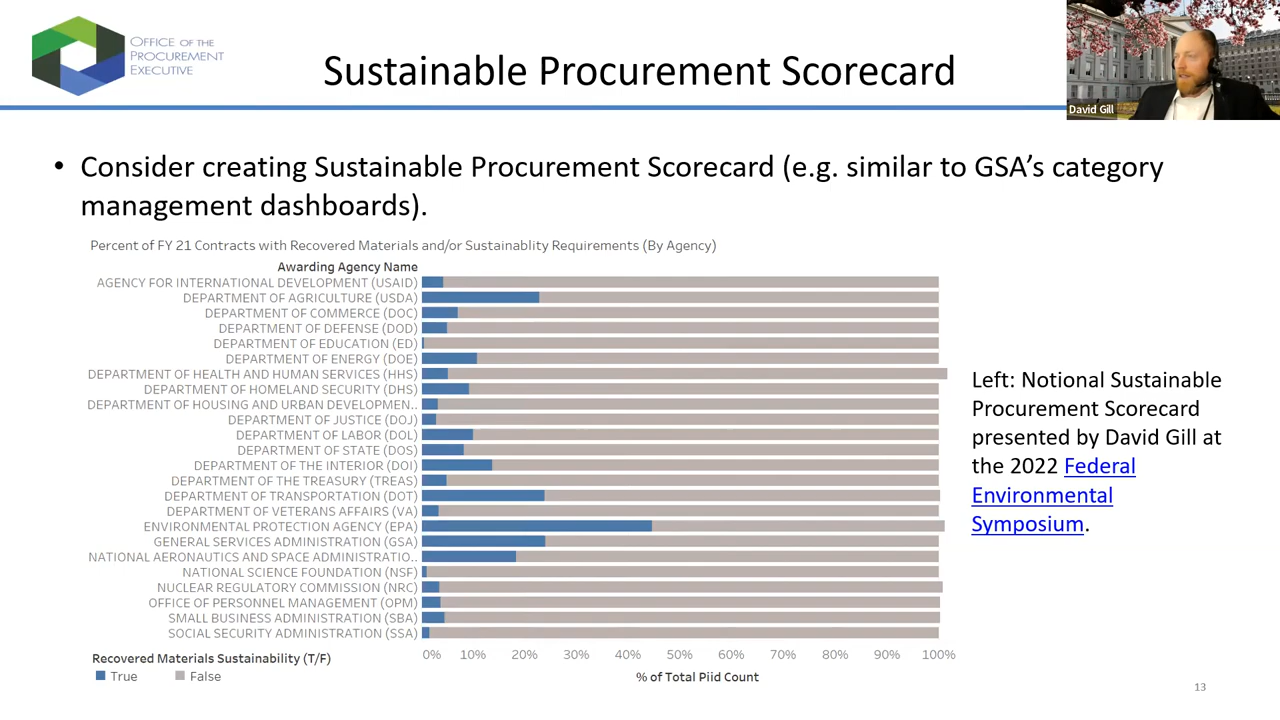 OFFICE OF THE
PROCUREMENT
EXECUTIVE
Sustainable Procurement Scorecard
David Gill
• Consider creating Sustainable Procurement Scorecard (e.g. similar to GSA’s category
management dashboards).
Percent of FY 21 Contracts with Recovered Materials and/or Sustainablity Requirements (By Agency)
Awarding Agency Name
AGENCY FOR INTERNATIONAL DEVELOPMENT (USAID)
DEPARTMENT OF AGRICULTURE (USDA)
DEPARTMENT OF COMMERCE (DOC)
DEPARTMENT OF DEFENSE (DOD)
DEPARTMENT OF EDUCATION (ED)
DEPARTMENT OF ENERGY (DOE)
DEPARTMENT OF HEALTH AND HUMAN SERVICES (HHS)
DEPARTMENT OF HOMELAND SECURITY (DHS)
DEPARTMENT OF HOUSING AND URBAN DEVELOPMEN..
DEPARTMENT OF JUSTICE (DOJ)
DEPARTMENT OF LABOR (DOL)
DEPARTMENT OF STATE (DOS)
DEPARTMENT OF THE INTERIOR (DOI)
DEPARTMENT OF THE TREASURY (TREAS)
DEPARTMENT OF TRANSPORTATION (DOT)
DEPARTMENT OF VETERANS AFFAIRS (VA)
ENVIRONMENTAL PROTECTION AGENCY (EPA)
GENERAL SERVICES ADMINISTRATION (GSA)
NATIONAL AERONAUTICS AND SPACE ADMINISTRATIO..
NATIONAL SCIENCE FOUNDATION (NSF)
NUCLEAR REGULATORY COMMISSION (NRC)
OFFICE OF PERSONNEL MANAGEMENT (OPM)
SMALL BUSINESS ADMINISTRATION (SBA)
SOCIAL SECURITY ADMINISTRATION (SSA)
0% 10% 20% 30% 40% 50% 60% 70% 80% 90% 100%
% of Total Piid Count
Recovered Materials Sustainability (T/F)
True False
Left: Notional Sustainable
Procurement Scorecard
presented by David Gill at
the 2022 Federal
Environmental
Symposium.
13